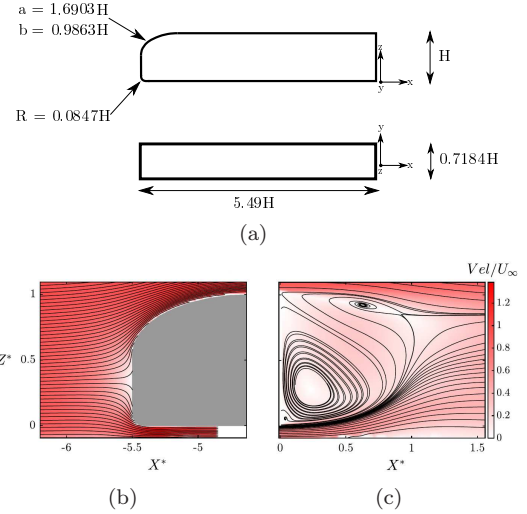 a = 1.6903H
b = 0.9863H
z
H
x
y
R = 0.0847H
y
x
z
0.7184H
5.49H
(a)
Vel/U∞
1
0.5
0
Z*
-6
-5.5
-5
X*
1.2
1
0.8
0.6
0.4
0.2
0
0
0.5
1
1.5
X*
(b)
(c)